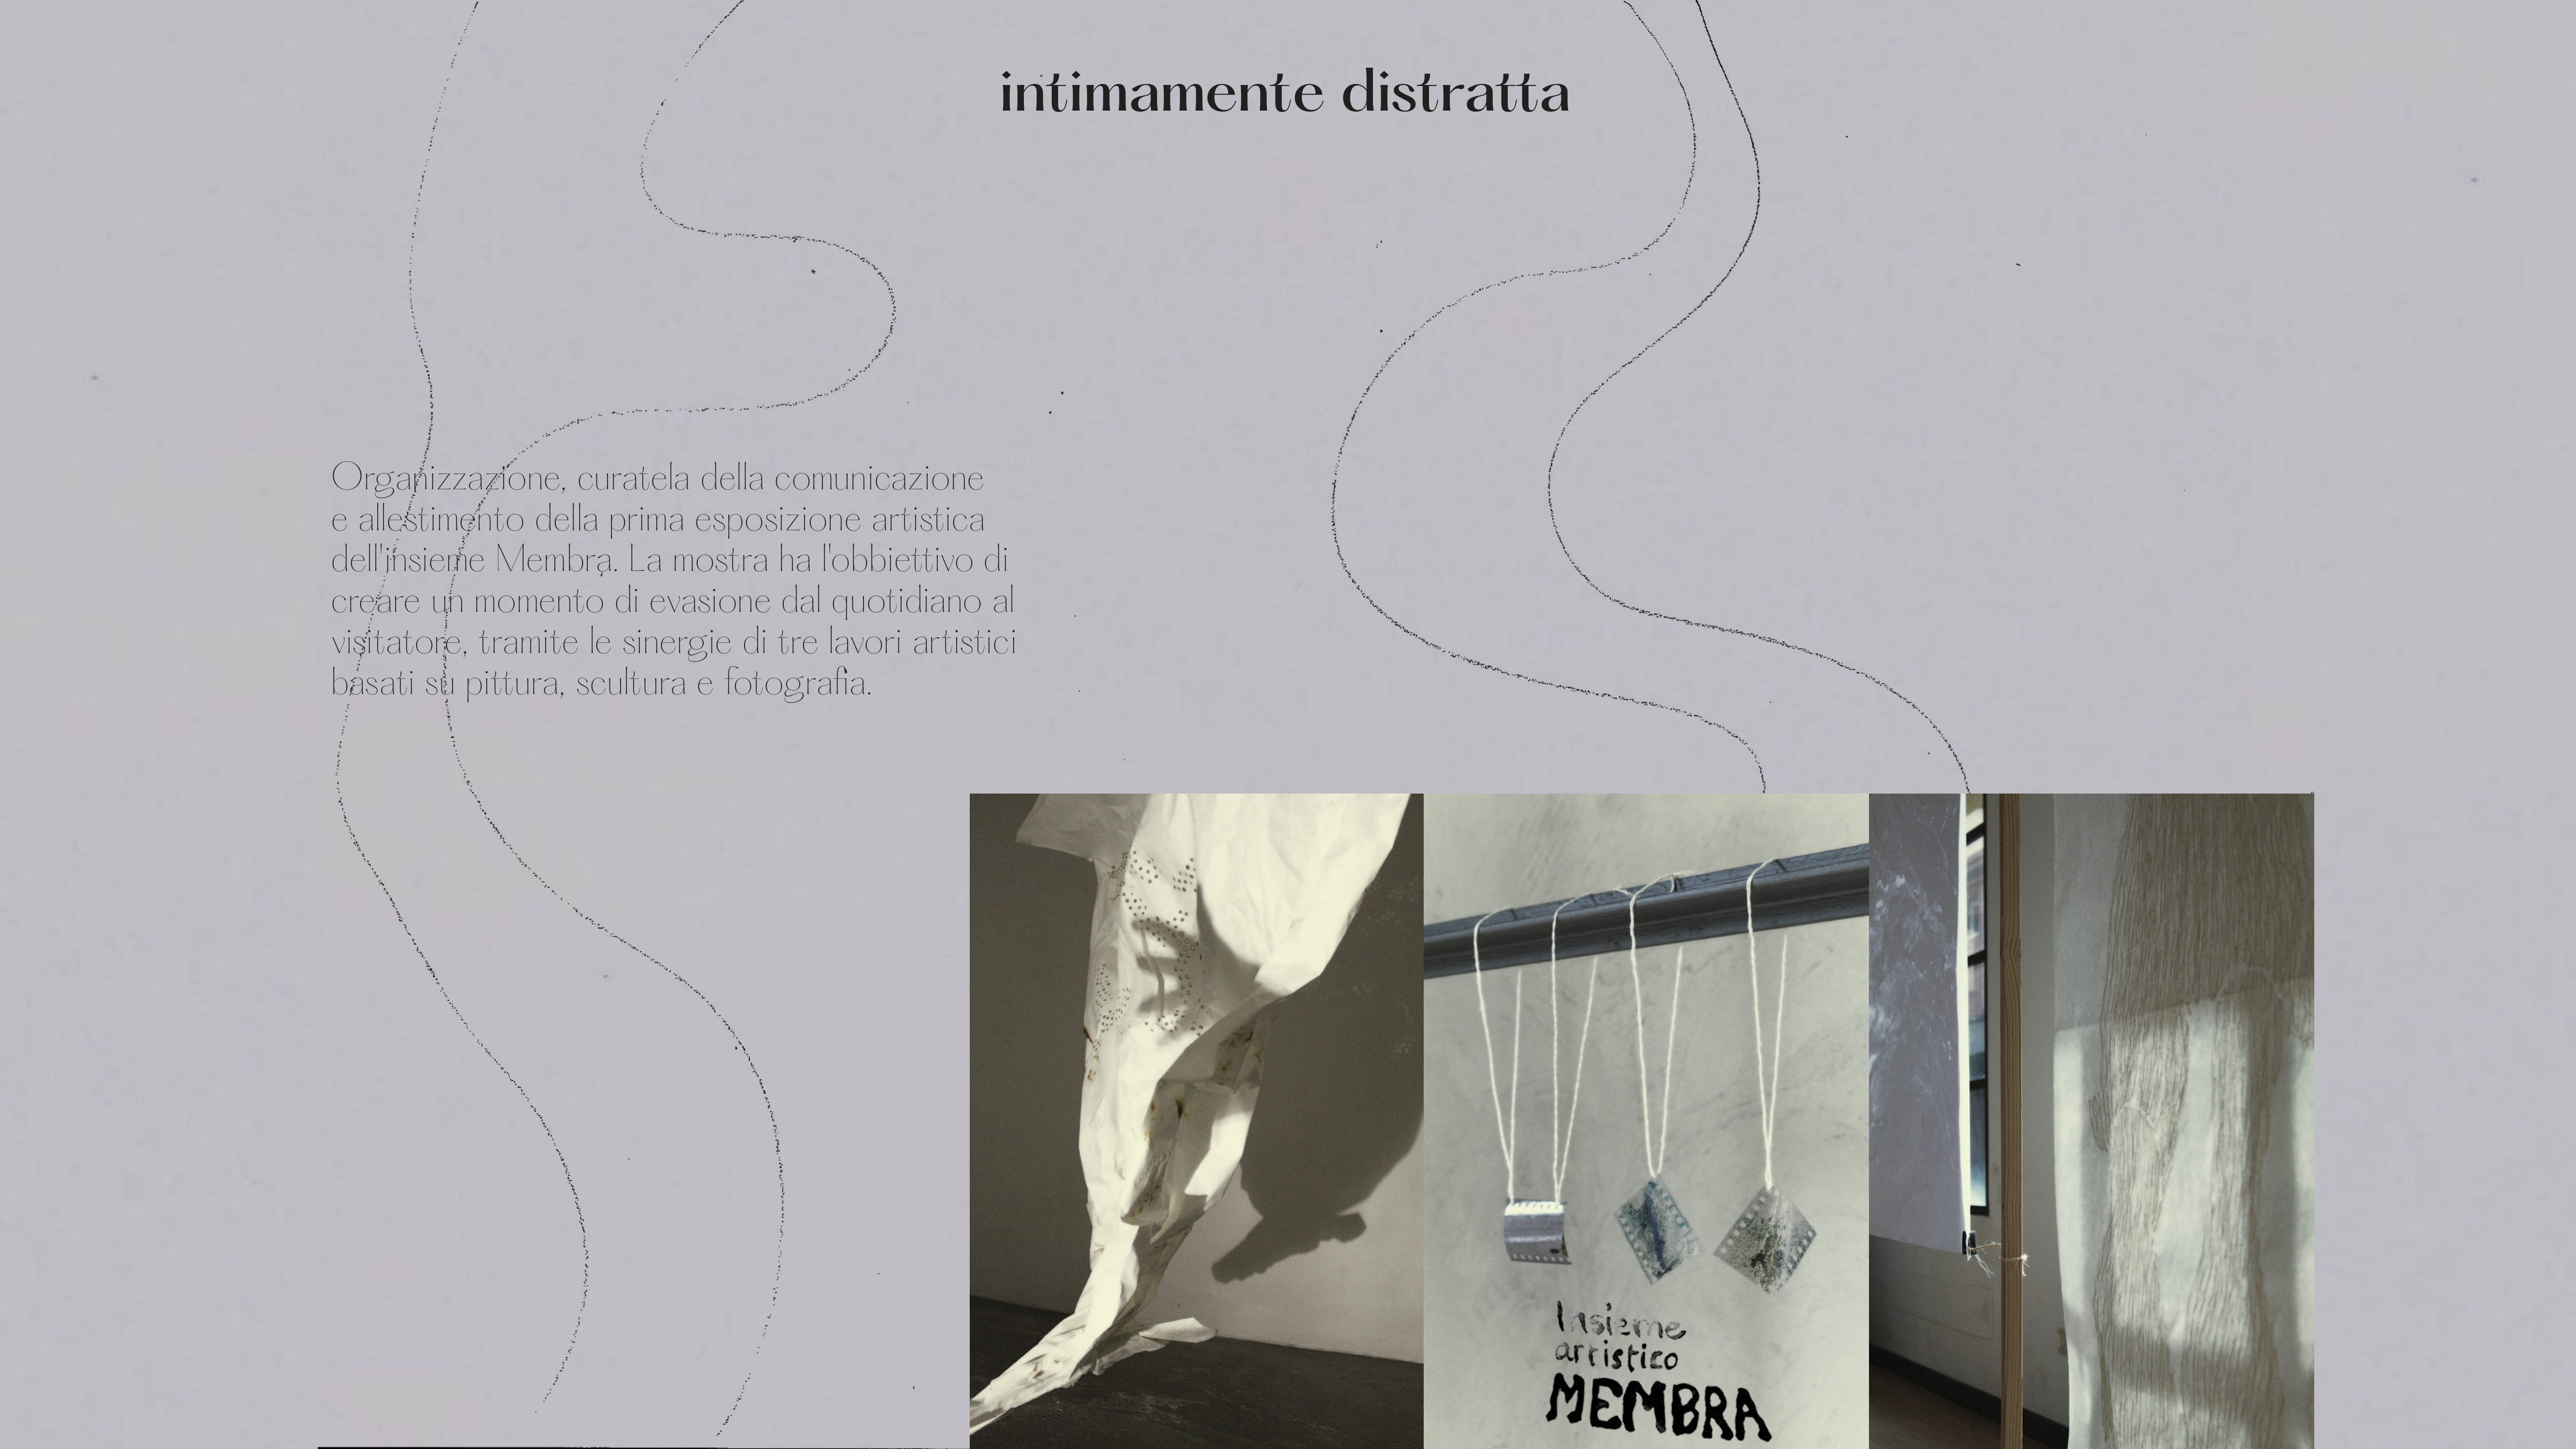 intimamente distratta
Organizzazione, curatela della comunicazione
e allestimento della prima esposizione artistica
dell'insieme Membra. La mostra ha l'obbiettivo di
creare un momento di evasione dal quotidiano al
visitatore, tramite le sinergie di tre lavori artistici
basati su pittura, scultura e fotografia.
Insieme
artistico
MEMBRA